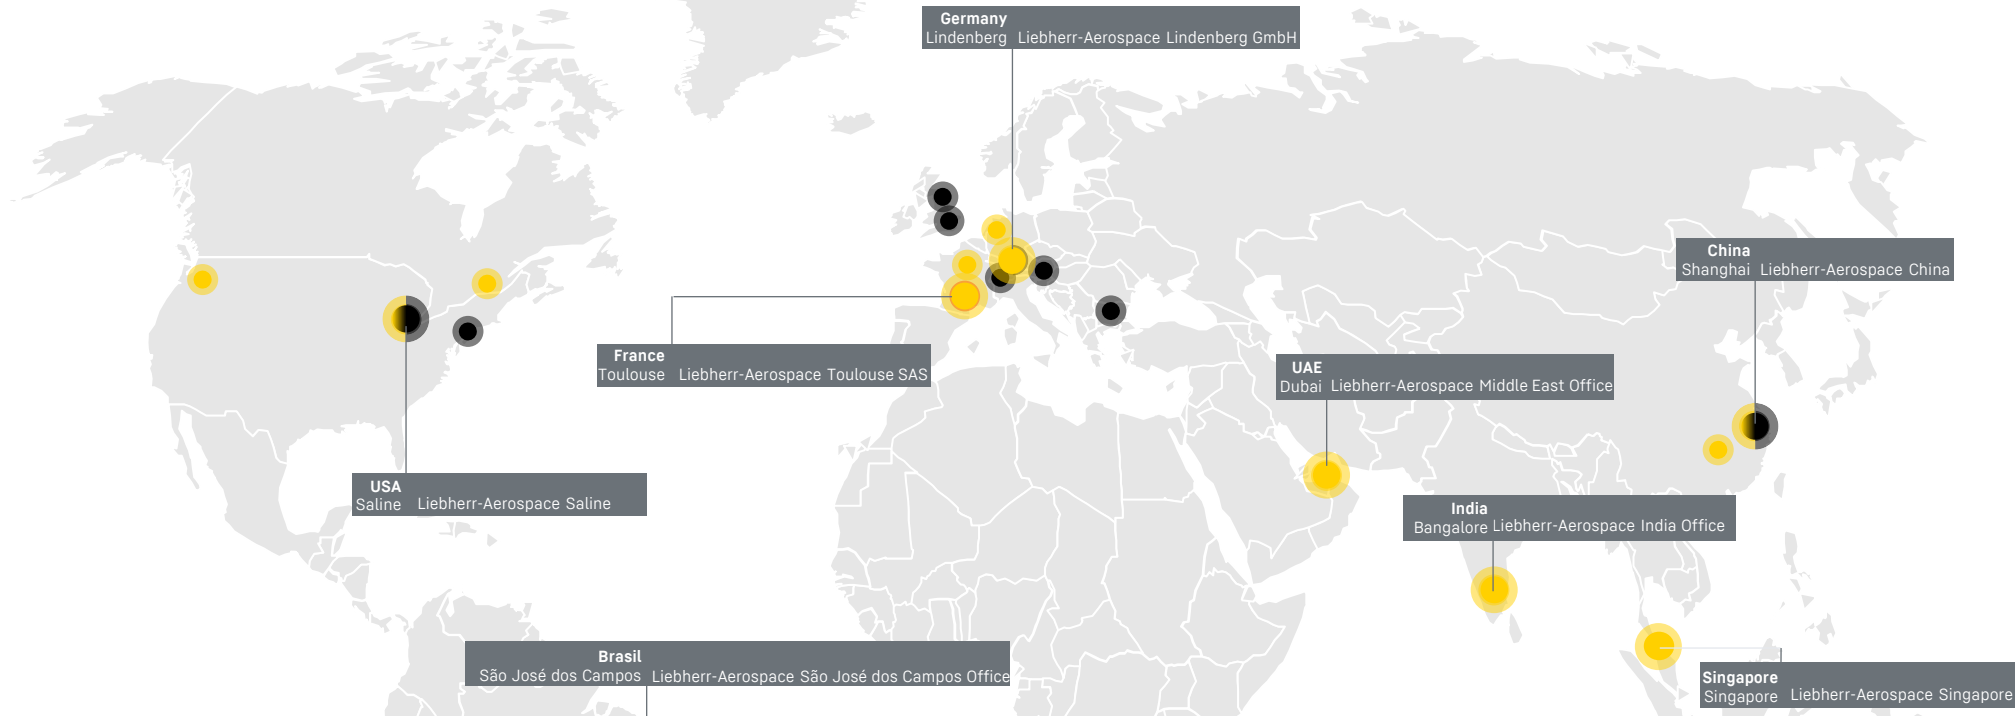 Germany
Lindenberg Liebherr-Aerospace Lindenberg GmbH
China
Shanghai Liebherr-Aerospace China
France
Toulouse Liebherr-Aerospace Toulouse SAS
UAE
Dubai Liebherr-Aerospace Middle East Office
USA
Saline Liebherr-Aerospace Saline
India
Bangalore Liebherr-Aerospace India Office
Brasil
São José dos Campos Liebherr-Aerospace São José dos Campos Office
Singapore
Singapore Liebherr-Aerospace Singapore